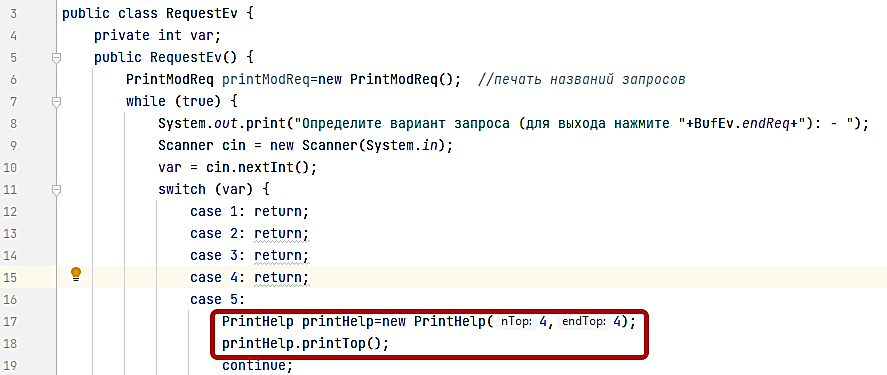 3 public class RequestEv {
4 private int var;
5 public RequestEv() {
6 PrintModReq printModReq=new PrintModReq(); //печать названий запросов
7 while (true) {
8 System.out.print("Определите вариант запроса (для выхода нажмите "+BufEv.endReq+"): - ");
9 Scanner cin = new Scanner(System.in);
10 var = cin.nextInt();
11 switch (var) {
12 case 1: return;
13 case 2: return;
14 case 3: return;
15 case 4: return;
16 case 5:
17 PrintHelp printHelp=new PrintHelp( nTop: 4, endTop: 4);
18 printHelp.printTop();
19 continue;